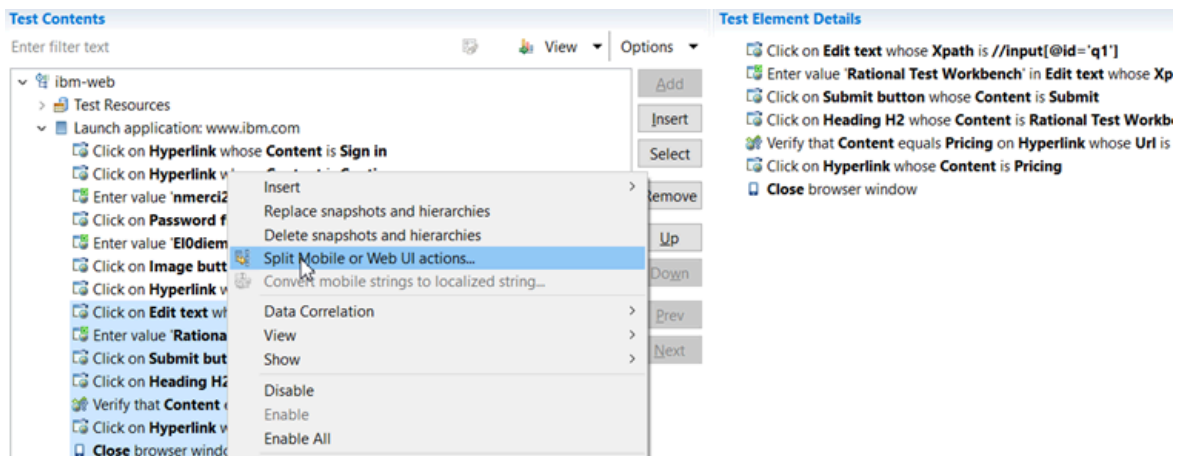 Test Contents
Enter filter text
View
Options
ibm-web
Test Resources
Launch application: www.ibm.com
Click on Hyperlink whose Content is Sign in
Click on Hyperlink
Enter value 'nmerci2
Click on Password f
Enter value 'El0diem
Click on Image butt
Click on Hyperlink
Click on Edit text wh
Enter value 'Rationa
Click on Submit but
Click on Heading H2
Verify that Content
Click on Hyperlink
Close browser windo
Insert
Replace snapshots and hierarchies
Delete snapshots and hierarchies
Split Mobile or Web UI actions...
Convert mobile strings to localized string...
Data Correlation
View
Show
Disable
Enable
Enable All
Add
Insert
Select
Remove
Up
Down
Prev
Next
Test Element Details
Click on Edit text whose Xpath is //input[@id='q1']
Enter value 'Rational Test Workbench' in Edit text whose Xp
Click on Submit button whose Content is Submit
Click on Heading H2 whose Content is Rational Test Workb
Verify that Content equals Pricing on Hyperlink whose Url is
Click on Hyperlink whose Content is Pricing
Close browser window